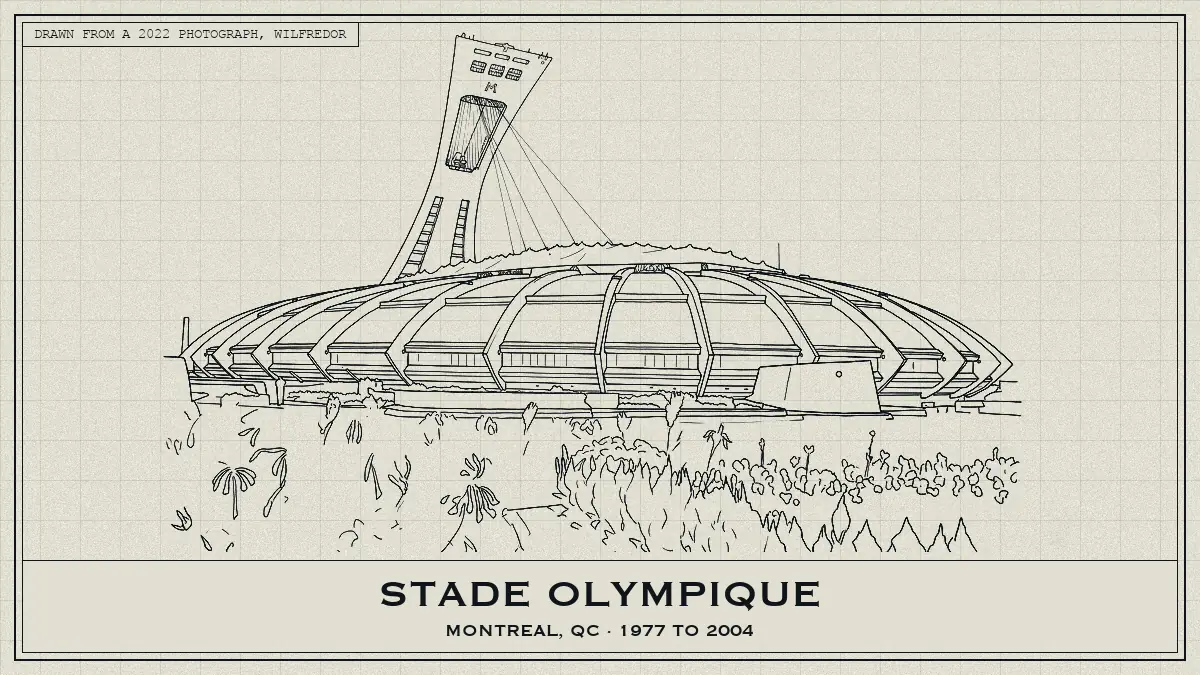 DRAWN FROM A 2022 PHOTOGRAPH, WILFREDOR
STADE OLYMPIQUE
MONTREAL, QC · 1977 TO 2004